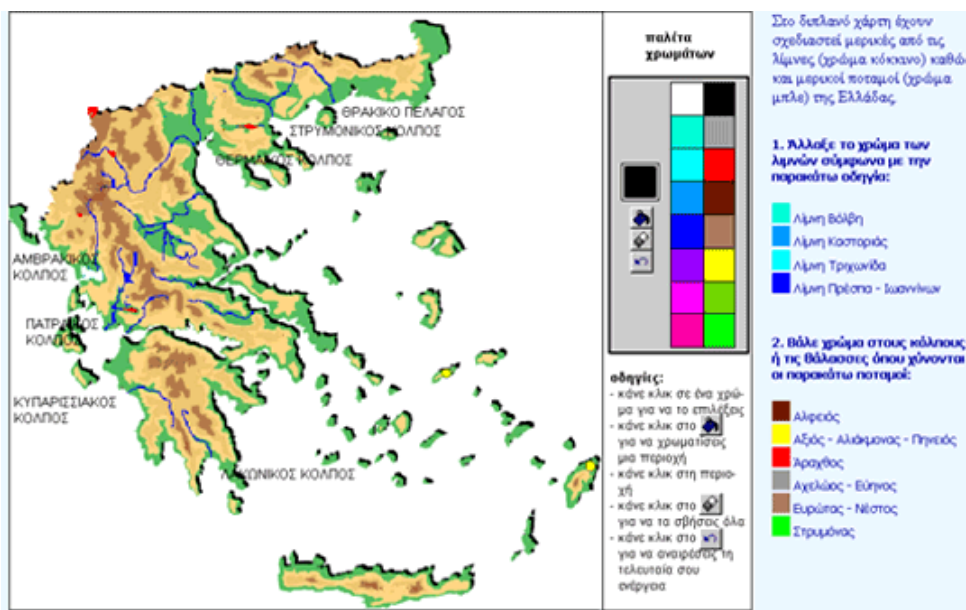 ΘΡΑΚΙΚΟ ΠΕΛΑΓΟΣ
ΣΤΡΥΜΟΝΙΚΟΣ ΚΟΛΠΟΣ
ΘΕΡΜΑΙΚΟΣ ΚΟΛΠΟΣ
ΑΜΒΡΑΚΙΚΟΣ
ΚΟΛΠΟΣ
ΠΑΤΡΑΙΚΟΣ
ΚΟΛΠΟΣ
ΚΥΠΑΡΙΣΣΙΑΚΟΣ
ΚΟΛΠΟΣ
ΛΑΚΩΝΙΚΟΣ ΚΟΛΠΟΣ
παλίτα
χρωμάτων
οδηγίες:
- κάνε κλικ σε ένα χρώ-
μα για να το επιλέξεις
- κάνε κλικ στο
για να χρωματίσεις
μια περιοχή
- κάνε κλικ στη περιο-
χή
- κάνε κλικ στο
για να τα σβήσεις όλα
- κάνε κλικ στο
για να αναιρέσεις τη
τελευταία σου
ενέργεια
Στο διπλανό χάρτη έχουν
σχεδιαστεί μερικές από τις
λίμνες (χρώμα κόκκινο) καθώς
και μερικοί ποταμοί (χρώμα
μπλε) της Ελλάδας.
1. Άλλαξε το χρώμα των
λιμνών σύμφωνα με την
παρακάτω οδηγία:
Λίμνη Βόλβη
Λίμνη Καστοριάς
Λίμνη Τριχωνίδα
Λίμνη Πρέσπα - Ιωαννίνων
2. Βάλε χρώμα στους κόλπους
ή τις θάλασσες όπου χύνονται
οι παρακάτω ποταμοί:
Αλφειός
Αξιός - Αλιάκμονας - Πηνειός
Άραχθος
Αχελώος - Εύηνος
Ευρώτας - Νέστος
Στρυμόνας